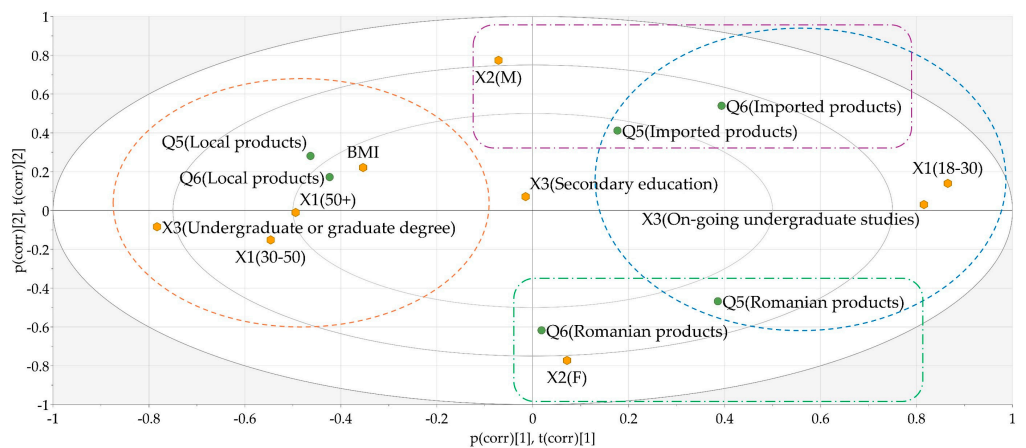 1
0.8
0.6
0.4
0.2
0
-0.2
-0.4
-0.6
-0.8
-1
p(corr)[2], t(corr)[2]
X2(M)
Q6(Imported products)
Q5(Imported products)
Q5(Local products)
BMI
Q6(Local products)
X1(50+)
X3(Undergraduate or graduate degree)
X1(30-50)
X3(Secondary education)
X1(18-30)
X3(On-going undergraduate studies)
Q5(Romanian products)
Q6(Romanian products)
X2(F)
-1
-0.8
-0.6
-0.4
-0.2
0
0.2
0.4
0.6
0.8
1
p(corr)[1], t(corr)[1]